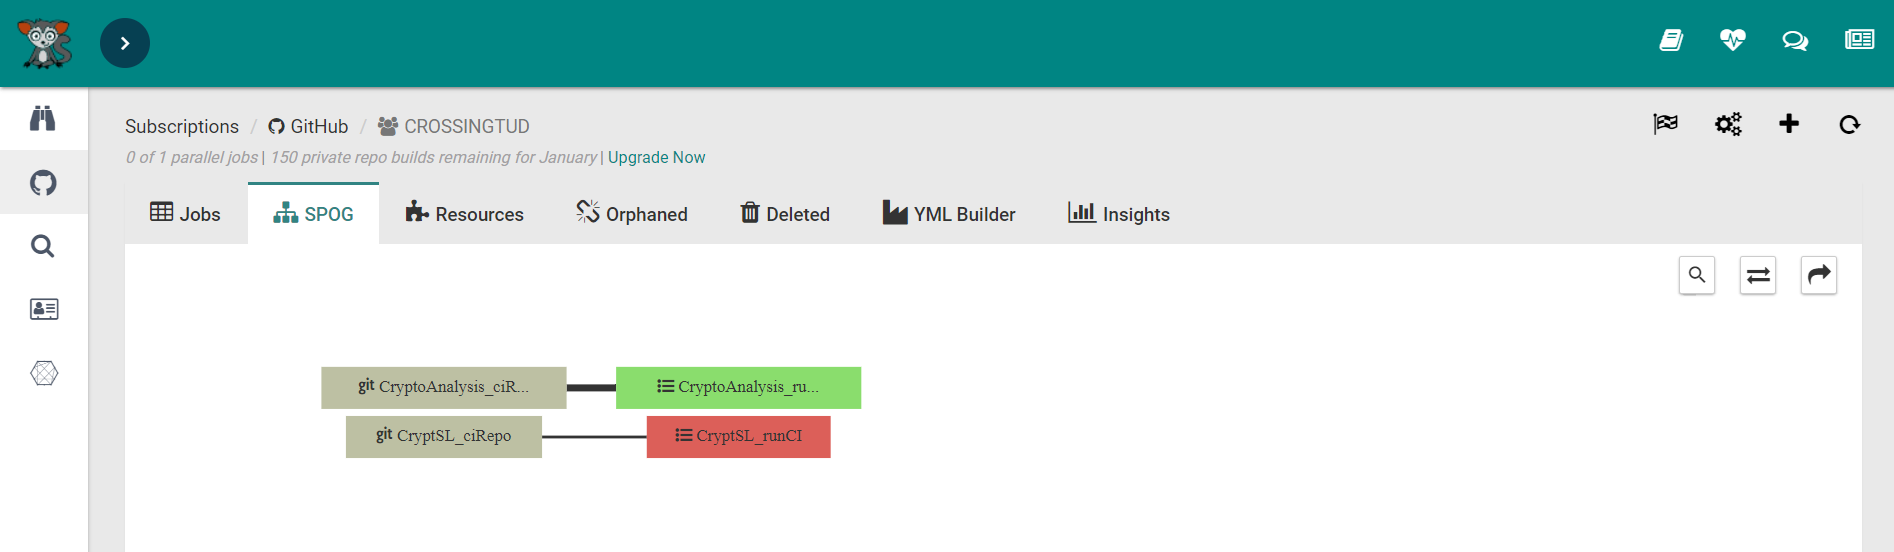 Subscriptions / GitHub / CROSSINGTUD
0 of 1 parallel jobs | 150 private repo builds remaining for January | Upgrade Now
Jobs SPOG Resources Orphaned Deleted YML Builder Insights
git CryptoAnalysis_ciR... CryptoAnalysis_ru...
git CryptSL_ciRepo CryptSL_runCI